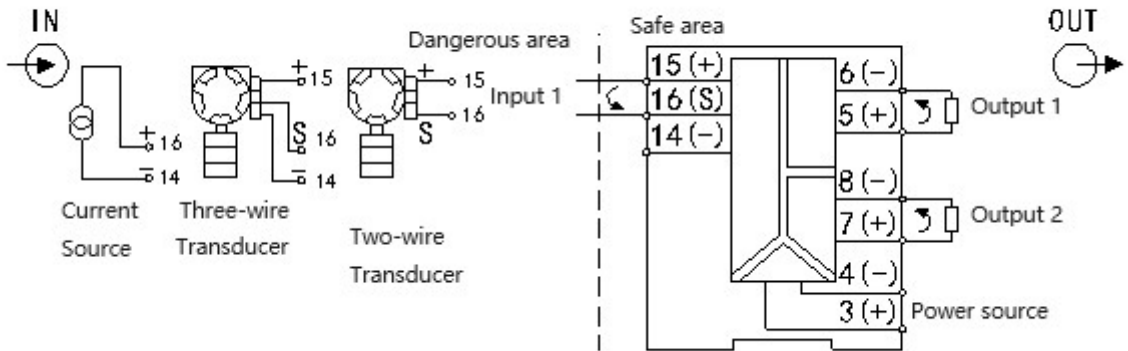 IN
OUT
Dangerous area
Safe area
+ 15
S 16
− 14
+ 15
S 16
+ 16
− 14
Input 1
15 (+)
16 (S)
14 (−)
6 (−)
5 (+)
8 (−)
7 (+)
4 (−)
3 (+)
Output 1
Output 2
Power source
Current
Source
Three-wire
Transducer
Two-wire
Transducer